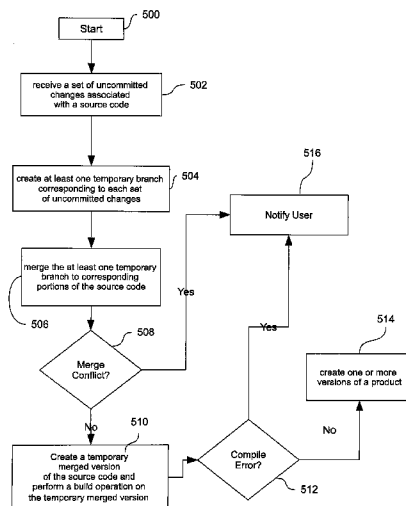 500
Start
receive a set of uncommitted
changes associated
with a source code
502
create at least one temporary branch
corresponding to each set
of uncommitted changes
504
516
Notify User
merge the at least one temporary
branch to corresponding
portions of the source code
506
Yes
508
Merge
Conflict?
Yes
514
create one or more
versions of a product
No
510
Create a temporary
merged version
of the source code and
perform a build operation on
the temporary merged version
Compile
Error?
No
512